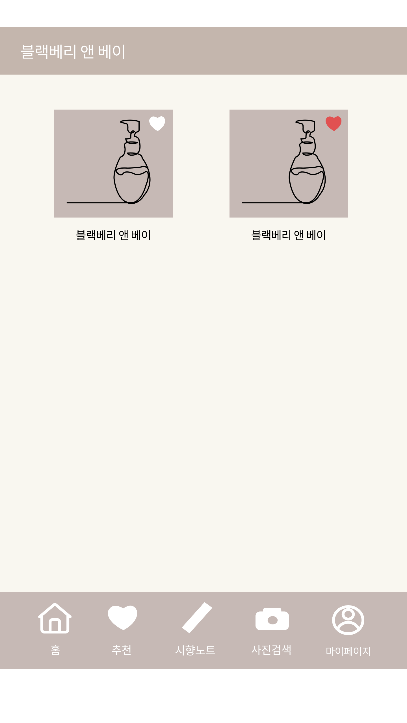 블랙베리 앤 베이
블랙베리 앤 베이
블랙베리 앤 베이
홈
추천
시향노트
사진검색
마이페이지